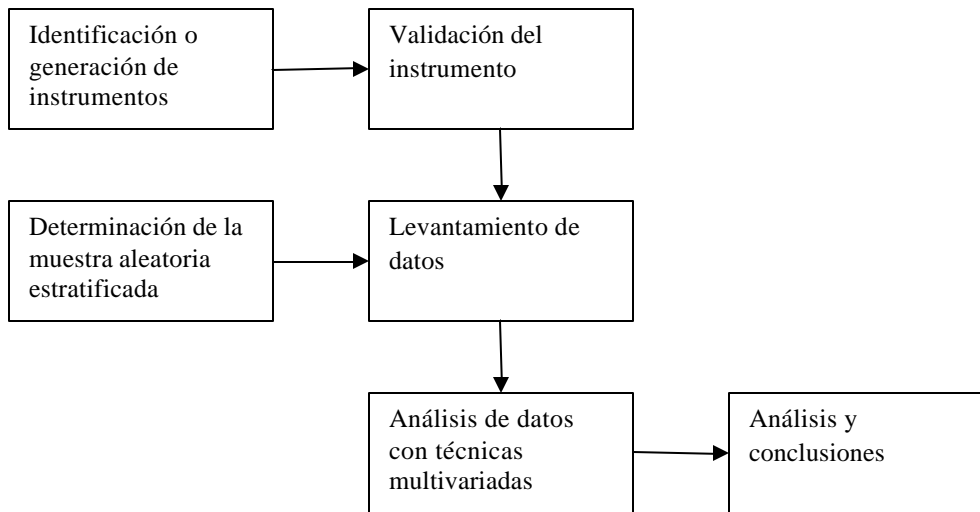 Identificación o
generación de
instrumentos
Validación del
instrumento
Determinación de la
muestra aleatoria
estratificada
Levantamiento de
datos
Análisis de datos
con técnicas
multivariadas
Análisis y
conclusiones